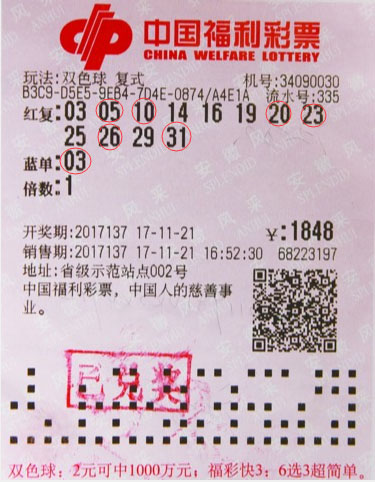 中国福利彩票
CHINA WELFARE LOTTERY
玩法:双色球 复式 机号:34090030
B3C9-D5E5-9EB4-7D4E-0874/A4E1A 流水号:335
红复:03 05 10 14 16 19 20 23
25 26 29 31
蓝单:03
倍数:1
开奖期:2017137 17-11-21 ¥:1848
销售期:2017137 17-11-21 16:52:30 68223197
地址:省级示范站点002号
中国福利彩票，中国人的慈善事
业。
已兑奖
双色球：2元可中1000万元；福彩快3；6选3超简单。